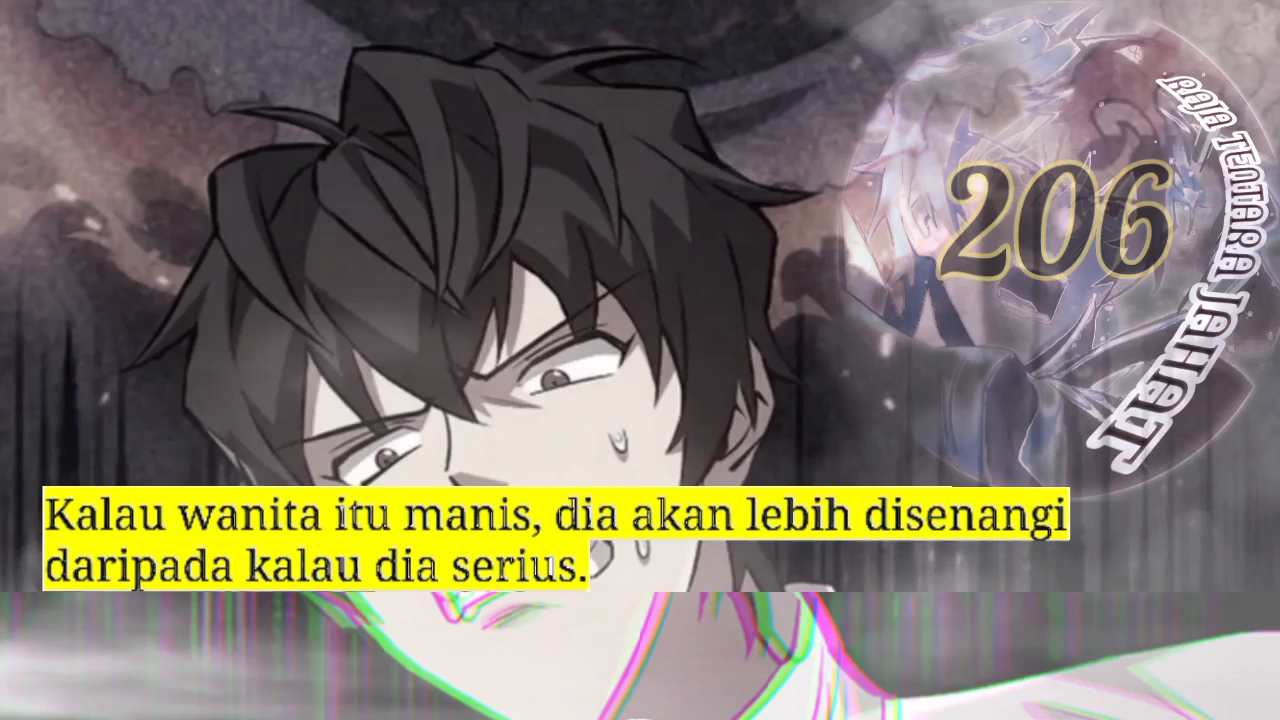 RAJA TENTARA JAHAT
206
Kalau wanita itu manis, dia akan lebih disenangi
daripada kalau dia serius.